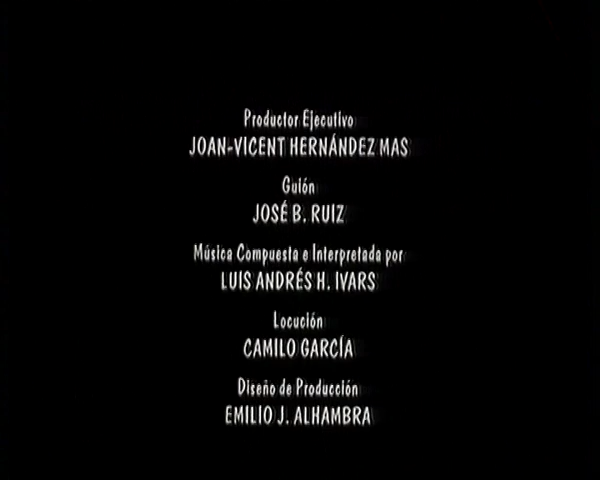 Productor Ejecutivo
JOAN-VICENT HERNÁNDEZ MAS
Guión
JOSÉ B. RUIZ
Música Compuesta e Interpretada por
LUIS ANDRÉS H. IVARS
Locución
CAMILO GARCÍA
Diseño de Producción
EMILIO J. ALHAMBRA